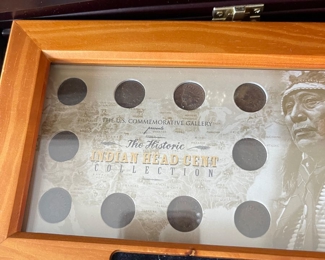 THE U.S. COMMEMORATIVE GALLERY
presents
The Historic
INDIAN HEAD CENT
COLLECTION